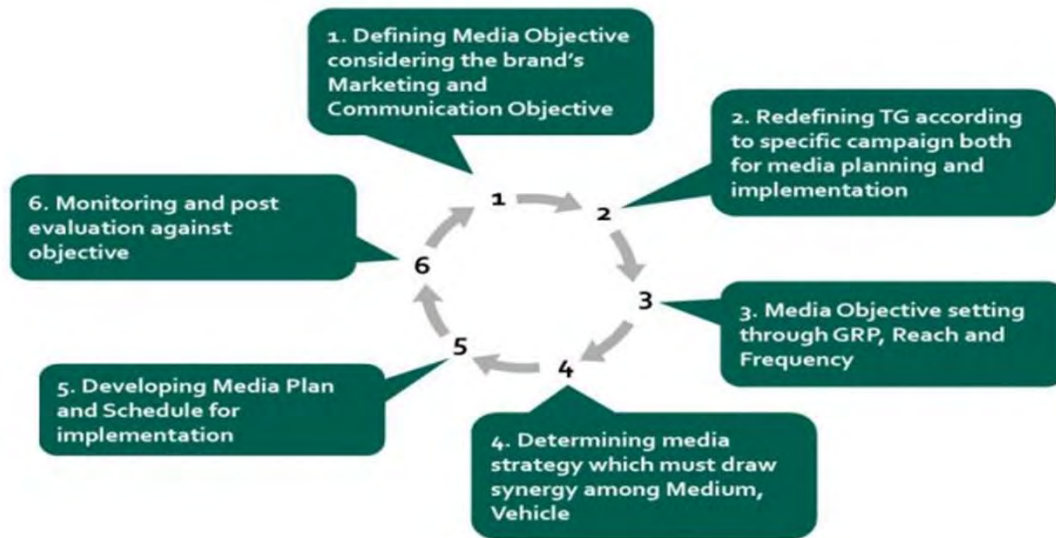 1. Defining Media Objective
considering the brand's
Marketing and
Communication Objective
2. Redefining TG according
to specific campaign both
for media planning and
implementation
3. Media Objective setting
through GRP, Reach and
Frequency
4. Determining media
strategy which must draw
synergy among Medium,
Vehicle
5. Developing Media Plan
and Schedule for
implementation
6. Monitoring and post
evaluation against
objective
1
2
3
4
5
6